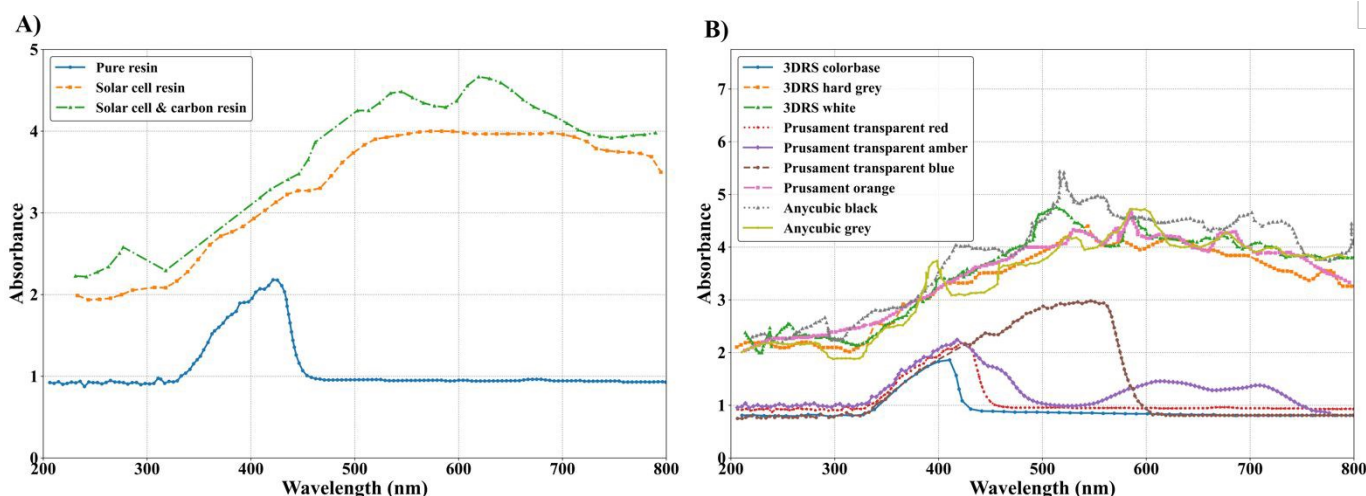 A)
5
4
3
2
1
0
200
300
400
500
600
700
800
Absorbance
Wavelength (nm)
Pure resin
Solar cell resin
Solar cell & carbon resin
B)
7
6
5
4
3
2
1
0
200
300
400
500
600
700
800
Absorbance
Wavelength (nm)
3DRS colorbase
3DRS hard grey
3DRS white
Prusament transparent red
Prusament transparent amber
Prusament transparent blue
Prusament orange
Anycubic black
Anycubic grey